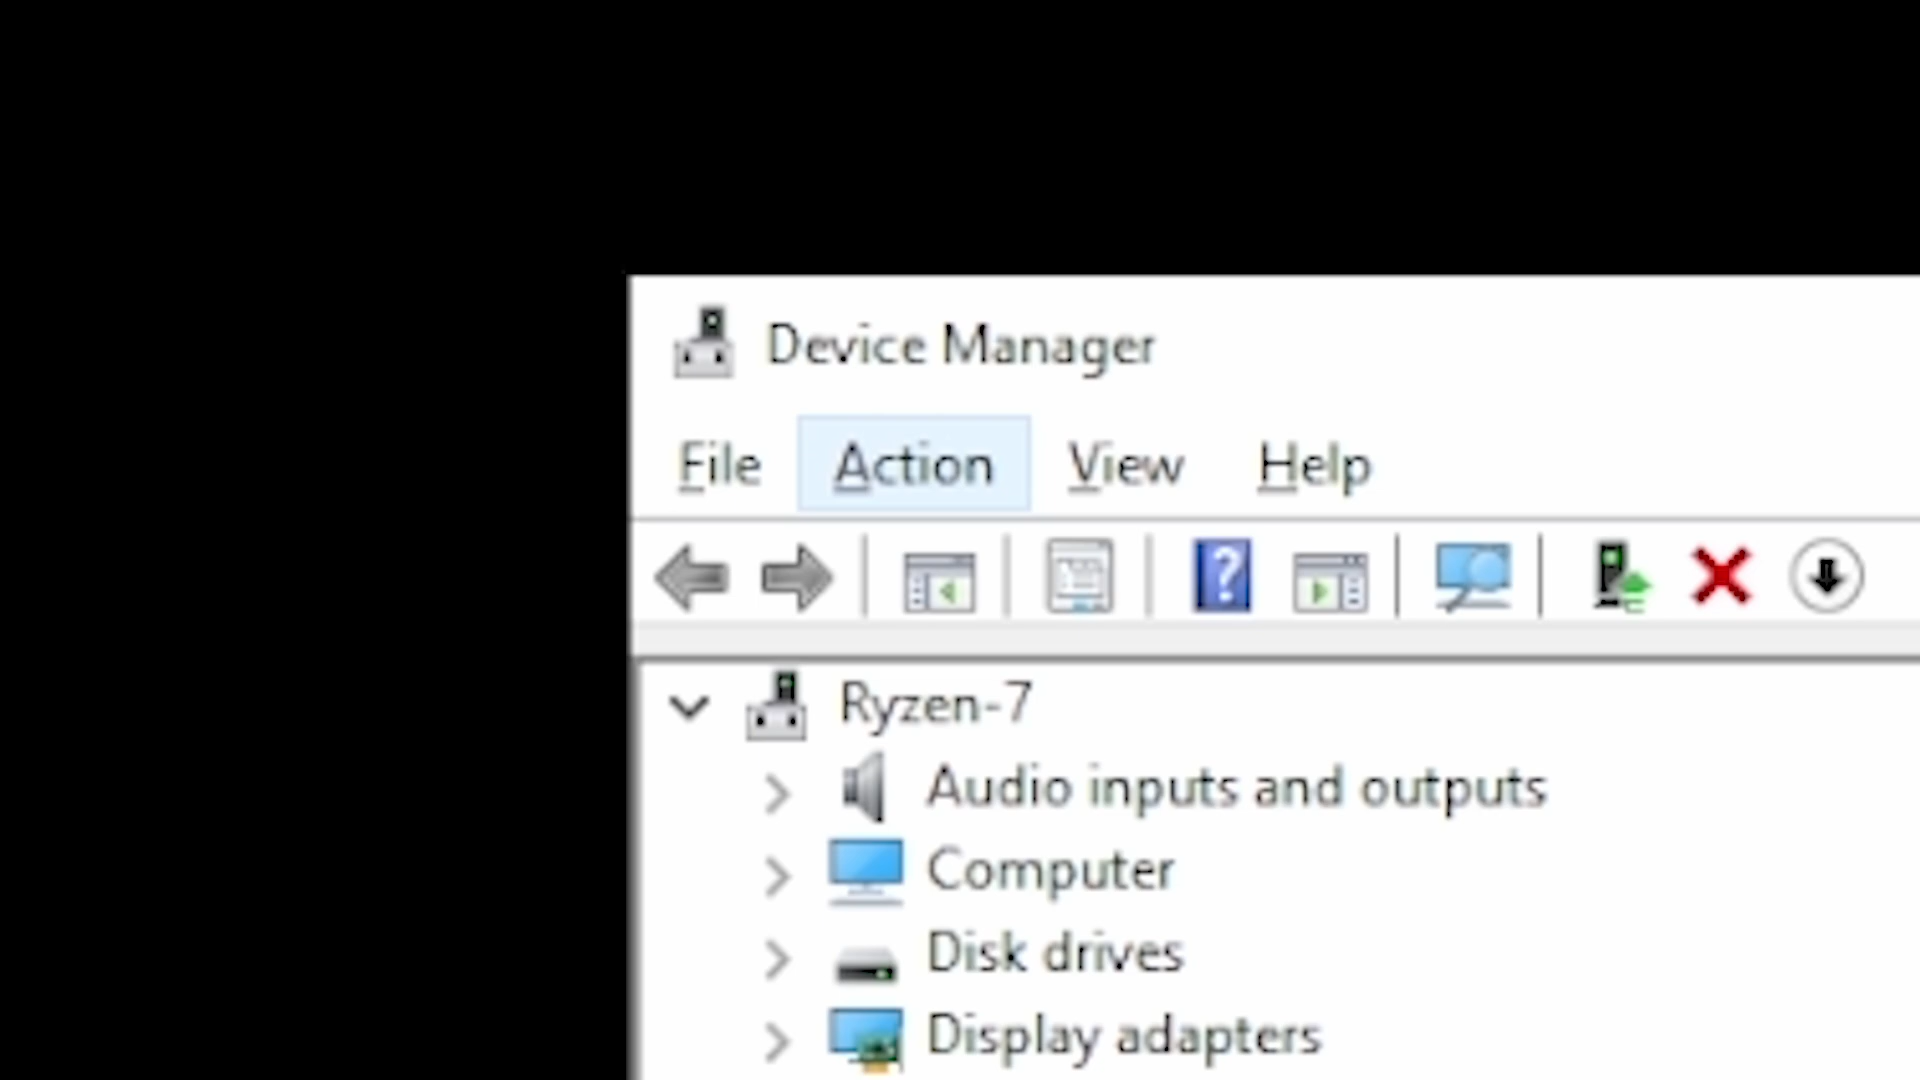 Device Manager
File Action View Help
Ryzen-7
Audio inputs and outputs
Computer
Disk drives
Display adapters